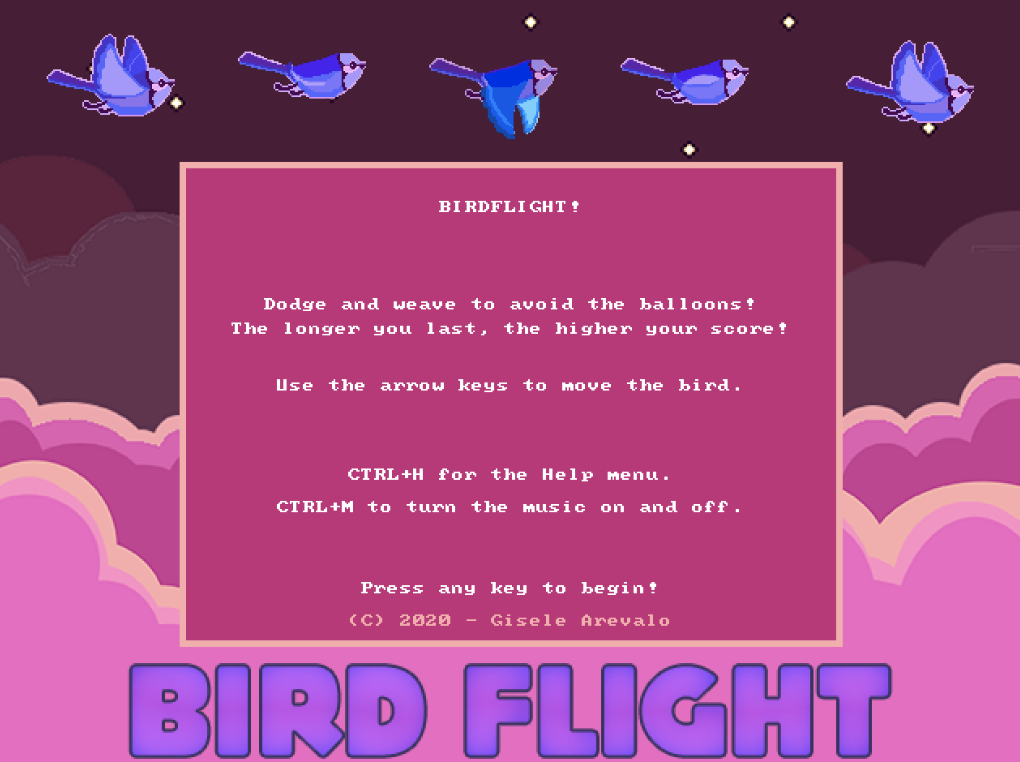 BIRDFLIGHT!
Dodge and weave to avoid the balloons!
The longer you last, the higher your score!
Use the arrow keys to move the bird.
CTRL+H for the Help menu.
CTRL+M to turn the music on and off.
Press any key to begin!
(C) 2020 - Gisele Arevalo
BIRD FLIGHT